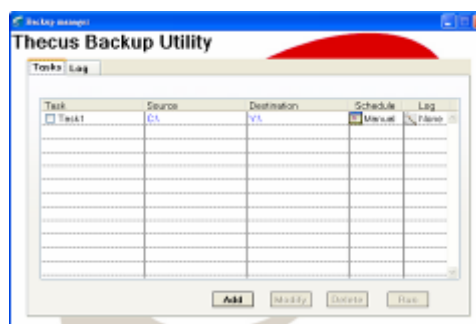 Backup manager
Thecus Backup Utility
Tasks Log
Task Source Destination Schedule Log
Task1 C:\ Y:\ Manual None
Add Modify Delete Run